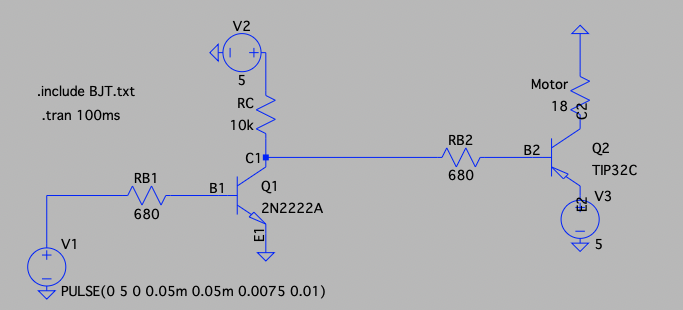 V2
5
.include BJT.txt
.tran 100ms
RC
10k
C1
Motor
18
C2
RB2
680
B2
Q2
TIP32C
RB1
680
B1
Q1
2N2222A
E1
E2
V3
5
V1
PULSE(0 5 0 0.05m 0.05m 0.0075 0.01)